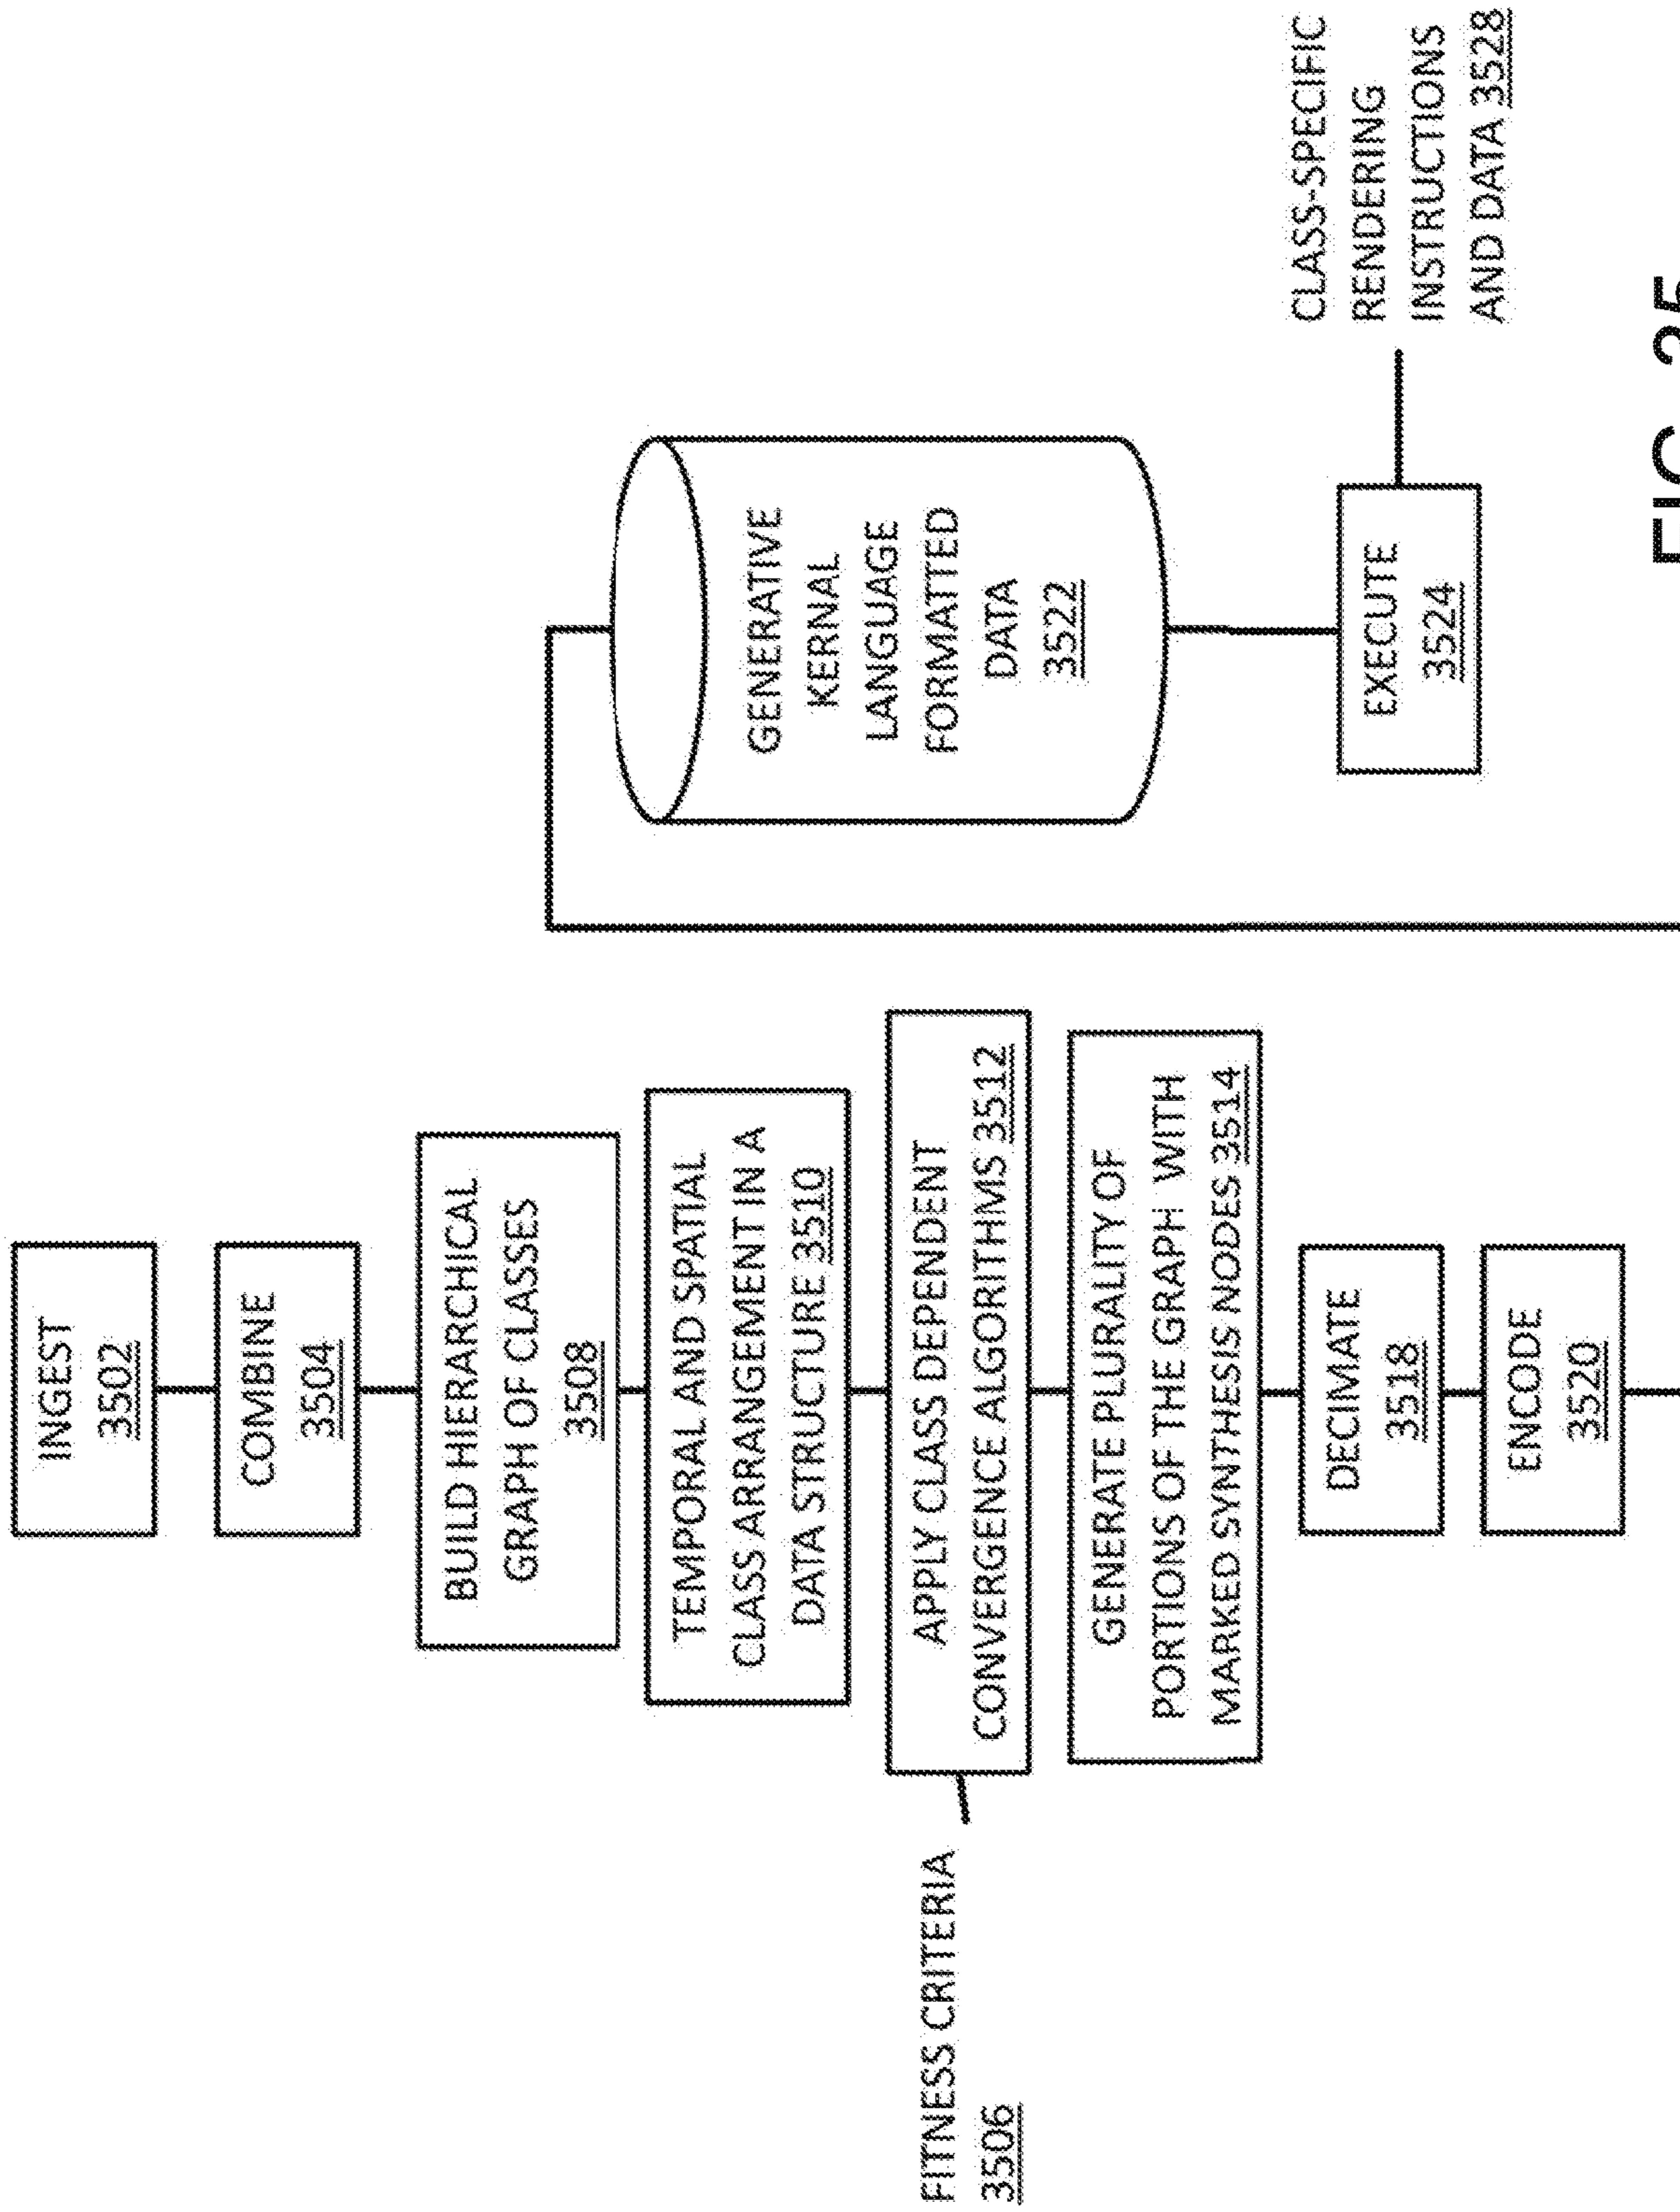 INGEST
3502
COMBINE
3504
BUILD HIERARCHICAL
GRAPH OF CLASSES
3508
TEMPORAL AND SPATIAL
CLASS ARRANGEMENT IN A
DATA STRUCTURE 3510
FITNESS CRITERIA
3506
APPLY CLASS DEPENDENT
CONVERGENCE ALGORITHMS 3512
GENERATE PLURALITY OF
PORTIONS OF THE GRAPH WITH
MARKED SYNTHESIS NODES 3514
DECIMATE
3518
ENCODE
3520
GENERATIVE
KERNAL
LANGUAGE
FORMATTED
DATA
3522
EXECUTE
3524
CLASS-SPECIFIC
RENDERING
INSTRUCTIONS
AND DATA 3528
FIG. 35